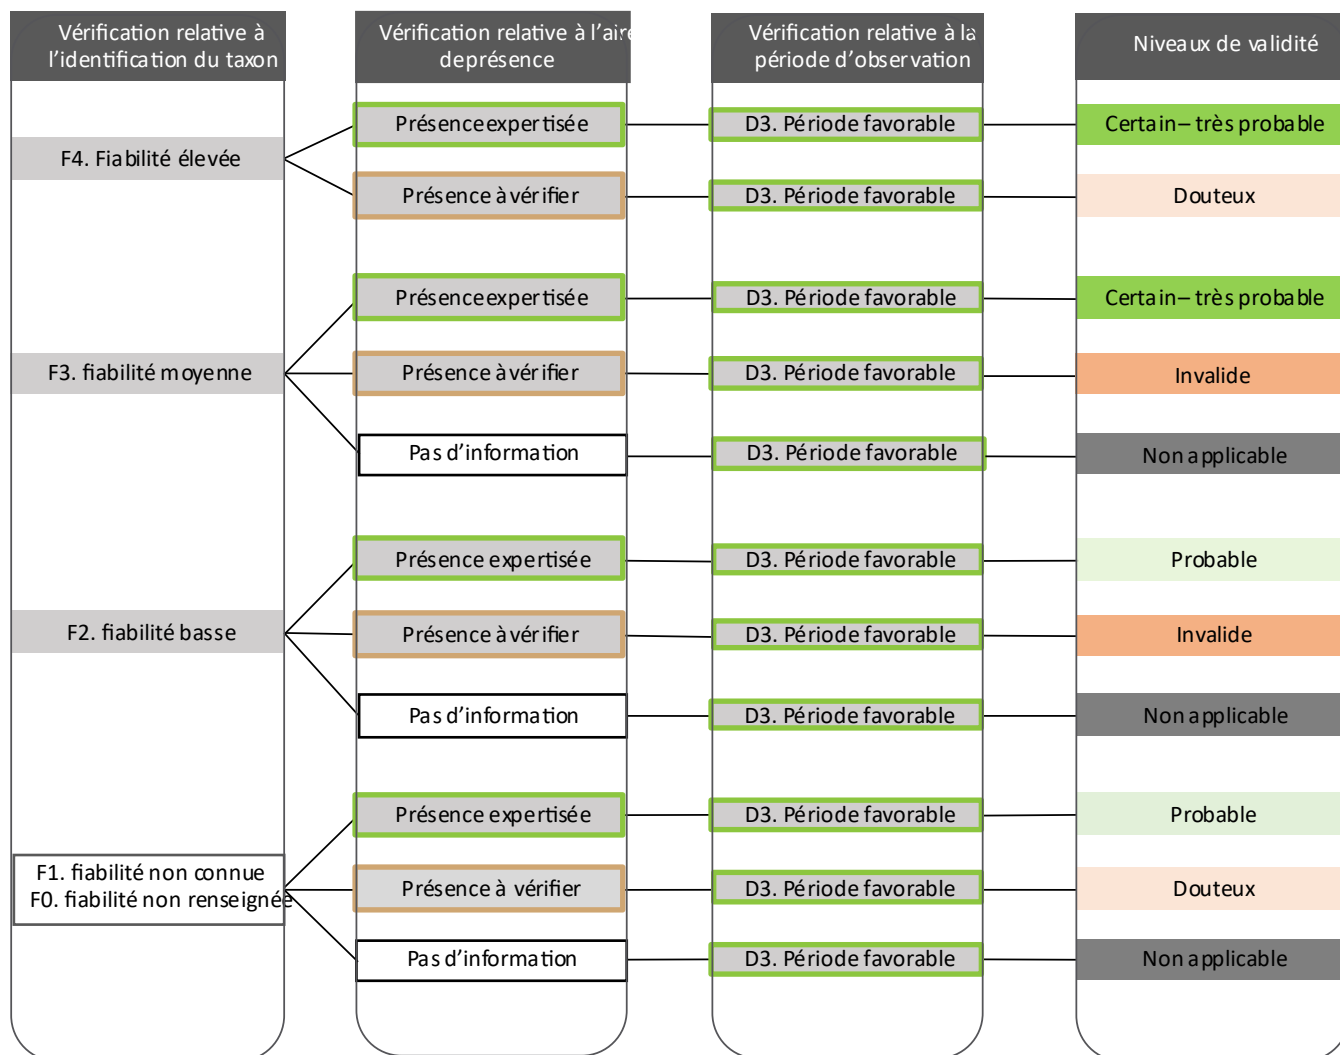 Vérification relative à
l'identification du taxon
Vérification relative à l'aire
de présence
Vérification relative à la
période d'observation
Niveaux de validité
F4. Fiabilité élevée
Présence expertisée
D3. Période favorable
Certain – très probable
Présence à vérifier
D3. Période favorable
Douteux
F3. fiabilité moyenne
Présence expertisée
D3. Période favorable
Certain – très probable
Présence à vérifier
D3. Période favorable
Invalide
Pas d'information
D3. Période favorable
Non applicable
F2. fiabilité basse
Présence expertisée
D3. Période favorable
Probable
Présence à vérifier
D3. Période favorable
Invalide
Pas d'information
D3. Période favorable
Non applicable
F1. fiabilité non connue
F0. fiabilité non renseignée
Présence expertisée
D3. Période favorable
Probable
Présence à vérifier
D3. Période favorable
Douteux
Pas d'information
D3. Période favorable
Non applicable